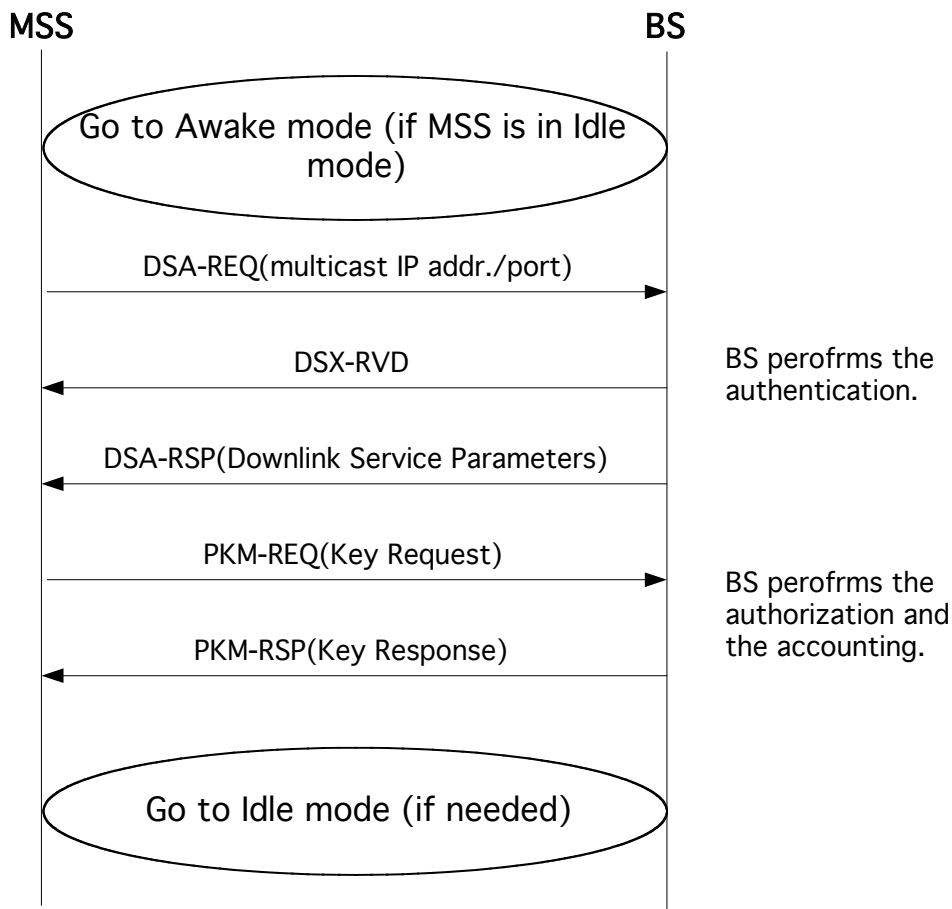 MSS
BS
Go to Awake mode (if MSS is in Idle
mode)
DSA-REQ(multicast IP addr./port)
DSX-RVD
BS perofrms the
authentication.
DSA-RSP(Downlink Service Parameters)
PKM-REQ(Key Request)
BS perofrms the
authorization and
the accounting.
PKM-RSP(Key Response)
Go to Idle mode (if needed)